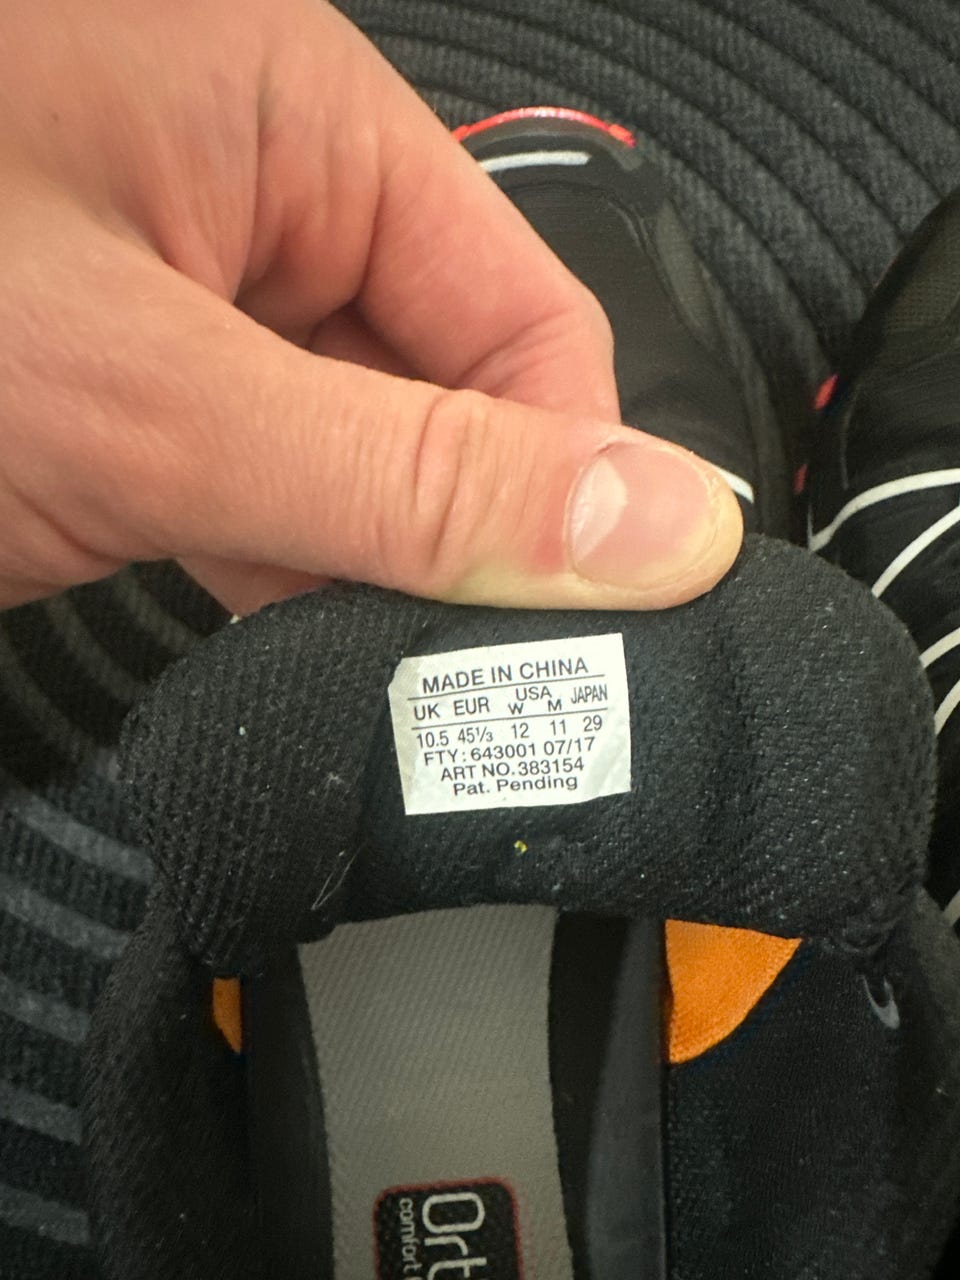 MADE IN CHINA
UK EUR USA JAPAN
W M
10.5 45⅓ 12 11 29
FTY: 643001 07/17
ART NO. 383154
Pat. Pending
comfort